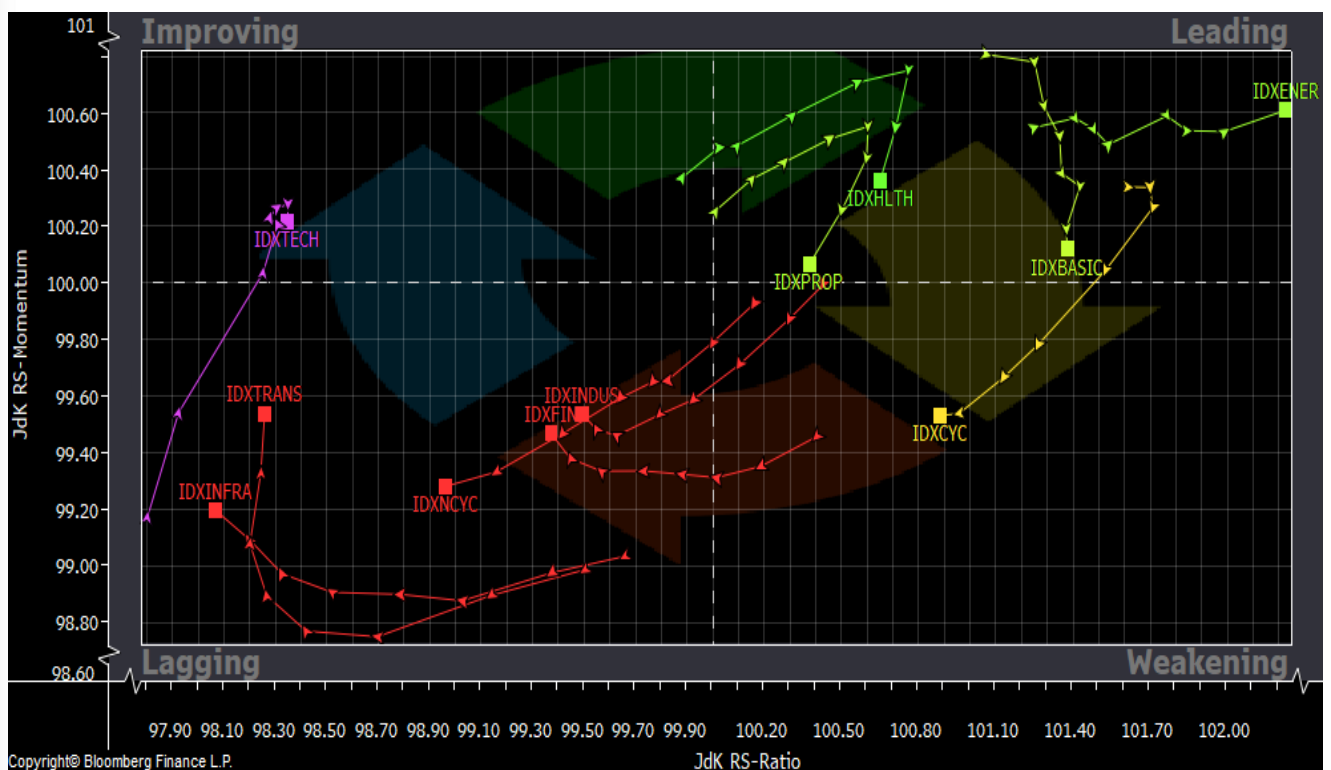 101
Improving
Leading
IDXENER
100.60
100.40
IDXHLTH
100.20
IDXTECH
IDXBASIC
IDXPROP
100.00
99.80
JdK RS-Momentum
99.60
IDXTRANS
IDXINDUS
IDXFIN
IDXCYC
99.40
IDXINFRA
IDXNCYC
99.20
99.00
98.80
98.60
Lagging
Weakening
97.90 98.10 98.30 98.50 98.70 98.90 99.10 99.30 99.50 99.70 99.90 100.20 100.50 100.80 101.10 101.40 101.70 102.00
Copyright© Bloomberg Finance L.P.
JdK RS-Ratio